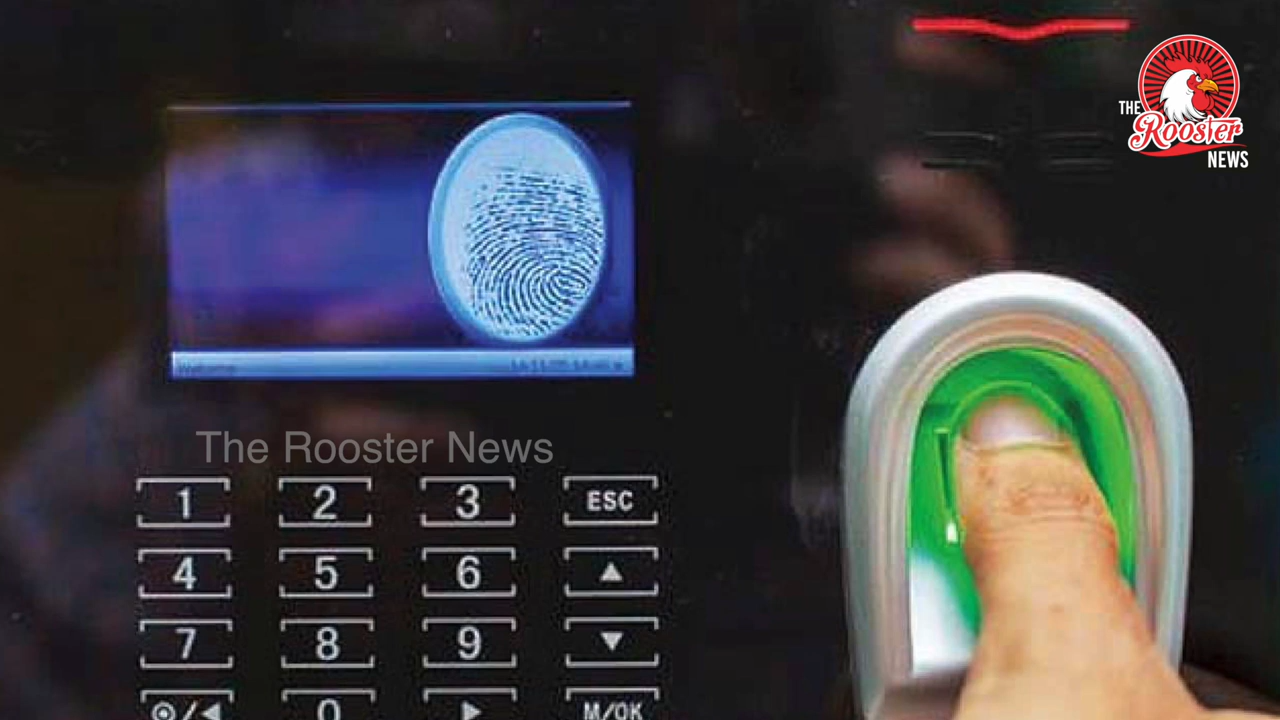 THE
Rooster
NEWS
The Rooster News
1 2 3 ESC
4 5 6 ▲
7 8 9 ▼
◎/◀ 0 ▶ M/OK